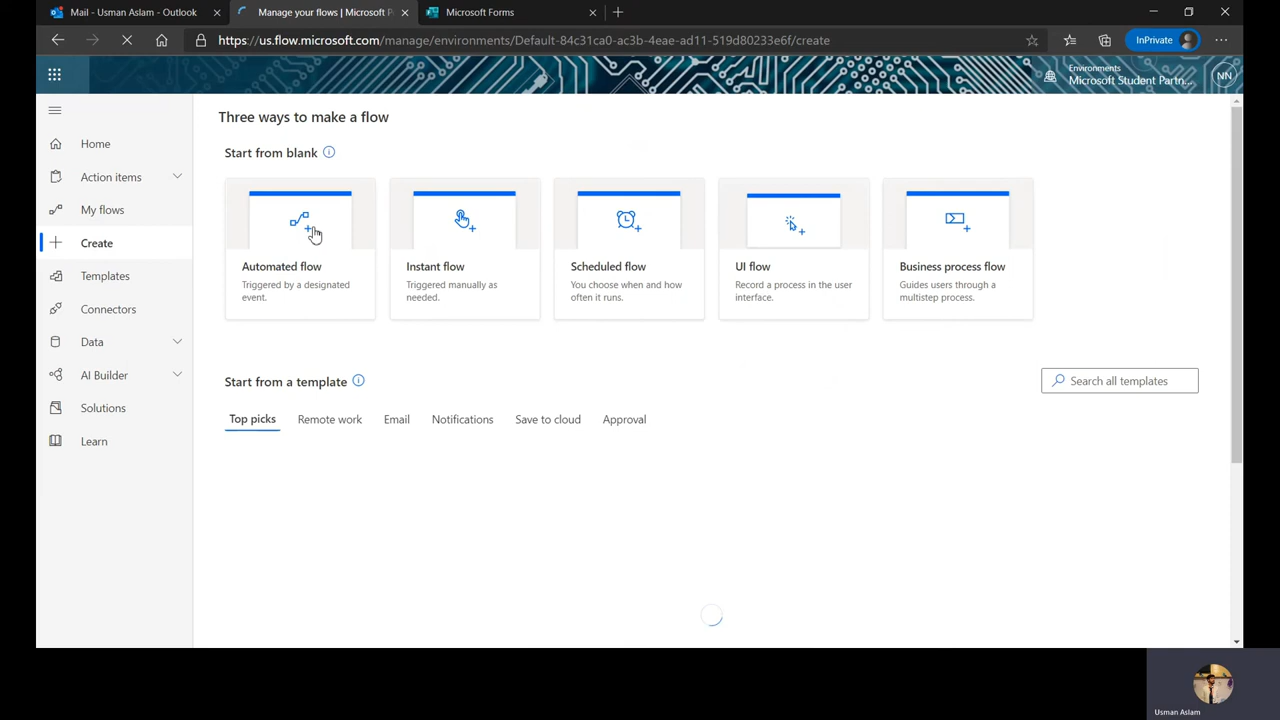 Mail - Usman Aslam - Outlook
Manage your flows | Microsoft P
Microsoft Forms
https://us.flow.microsoft.com/manage/environments/Default-84c31ca0-ac3b-4eae-ad11-519d80233e6f/create
InPrivate
Environments
Microsoft Student Partn...
NN
Home
Action items
My flows
Create
Templates
Connectors
Data
AI Builder
Solutions
Learn
Three ways to make a flow
Start from blank
Automated flow
Triggered by a designated
event.
Instant flow
Triggered manually as
needed.
Scheduled flow
You choose when and how
often it runs.
UI flow
Record a process in the user
interface.
Business process flow
Guides users through a
multistep process.
Start from a template
Search all templates
Top picks
Remote work
Email
Notifications
Save to cloud
Approval
Usman Aslam